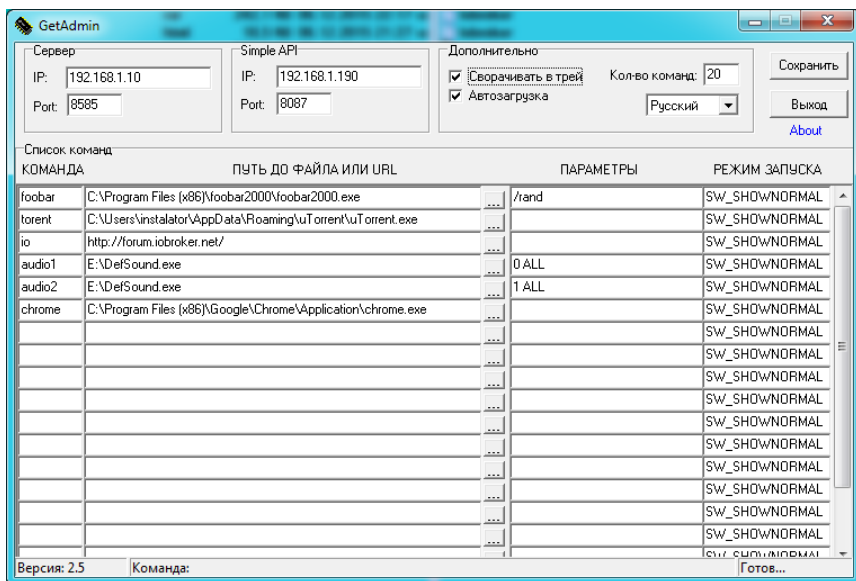 GetAdmin
Сервер
IP: 192.168.1.10
Port: 8585
Simple API
IP: 192.168.1.190
Port: 8087
Дополнительно
Сворачивать в трей
Автозагрузка
Кол-во команд: 20
Русский
Сохранить
Выход
About
Список команд
КОМАНДА ПУТЬ ДО ФАЙЛА ИЛИ URL ПАРАМЕТРЫ РЕЖИМ ЗАПУСКА
foobar C:\Program Files (x86)\foobar2000\foobar2000.exe ... /rand SW_SHOWNORMAL
torent C:\Users\instalator\AppData\Roaming\uTorrent\uTorrent.exe ... SW_SHOWNORMAL
io http://forum.iobroker.net/ ... SW_SHOWNORMAL
audio1 E:\DefSound.exe ... 0 ALL SW_SHOWNORMAL
audio2 E:\DefSound.exe ... 1 ALL SW_SHOWNORMAL
chrome C:\Program Files (x86)\Google\Chrome\Application\chrome.exe ... SW_SHOWNORMAL
... SW_SHOWNORMAL
... SW_SHOWNORMAL
... SW_SHOWNORMAL
... SW_SHOWNORMAL
... SW_SHOWNORMAL
... SW_SHOWNORMAL
... SW_SHOWNORMAL
... SW_SHOWNORMAL
... SW_SHOWNORMAL
... SW_SHOWNORMAL
... SW_SHOWNORMAL
Версия: 2.5 Команда: Готов...